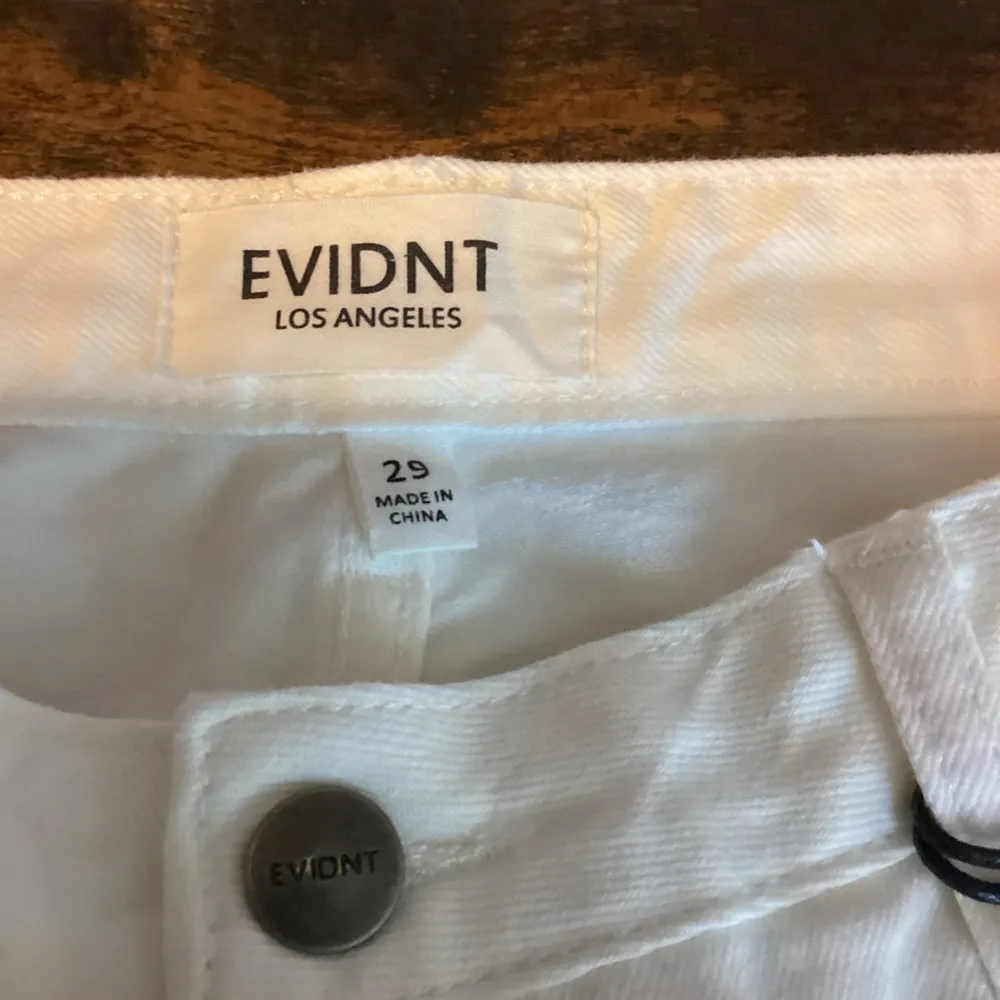 EVIDNT
LOS ANGELES
29
MADE IN
CHINA
EVIDNT